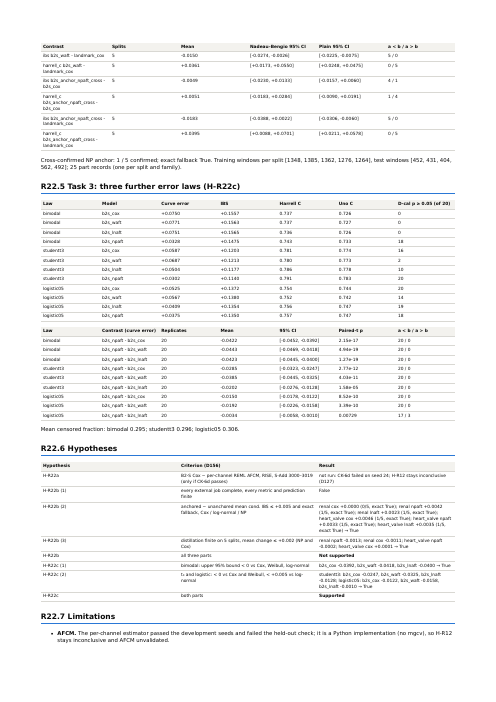 Contrast Splits Mean Nadeau-Bengio 95% CI Plain 95% CI a < b / a > b
ibs b2s_waft - landmark_cox 5 -0.0150 [-0.0274, -0.0026] [-0.0225, -0.0075] 5 / 0
harrell_c b2s_waft - 5 +0.0361 [+0.0173, +0.0550] [+0.0248, +0.0475] 0 / 5
landmark_cox
ibs b2s_anchor_npaft_cross - 5 -0.0049 [-0.0230, +0.0133] [-0.0157, +0.0060] 4 / 1
b2s_cox
harrell_c 5 +0.0051 [-0.0183, +0.0284] [-0.0090, +0.0191] 1 / 4
b2s_anchor_npaft_cross -
b2s_cox
ibs b2s_anchor_npaft_cross - 5 -0.0183 [-0.0388, +0.0022] [-0.0306, -0.0060] 5 / 0
landmark_cox
harrell_c 5 +0.0395 [+0.0088, +0.0701] [+0.0211, +0.0578] 0 / 5
b2s_anchor_npaft_cross -
landmark_cox
Cross-confirmed NP anchor: 1 / 5 confirmed; exact fallback True. Training windows per split [1348, 1385, 1362, 1276, 1264], test windows [452, 431, 404,
562, 492]; 25 part records (one per split and family).
R22.5 Task 3: three further error laws (H-R22c)
Law Model Curve error IBS Harrell C Uno C D-cal p ≥ 0.05 (of 20)
bimodal b2s_cox +0.0750 +0.1557 0.737 0.726 0
bimodal b2s_waft +0.0771 +0.1563 0.737 0.727 0
bimodal b2s_lnaft +0.0751 +0.1565 0.736 0.726 0
bimodal b2s_npaft +0.0328 +0.1475 0.743 0.733 18
studentt3 b2s_cox +0.0587 +0.1203 0.781 0.774 16
studentt3 b2s_waft +0.0687 +0.1213 0.780 0.773 2
studentt3 b2s_lnaft +0.0504 +0.1177 0.786 0.778 10
studentt3 b2s_npaft +0.0302 +0.1140 0.791 0.783 20
logistic05 b2s_cox +0.0525 +0.1372 0.754 0.744 20
logistic05 b2s_waft +0.0567 +0.1380 0.752 0.742 14
logistic05 b2s_lnaft +0.0409 +0.1354 0.756 0.747 19
logistic05 b2s_npaft +0.0375 +0.1350 0.757 0.747 18
Law Contrast (curve error) Replicates Mean 95% CI Paired-t p a < b / a > b
bimodal b2s_npaft - b2s_cox 20 -0.0422 [-0.0452, -0.0392] 2.15e-17 20 / 0
bimodal b2s_npaft - b2s_waft 20 -0.0443 [-0.0469, -0.0418] 4.94e-19 20 / 0
bimodal b2s_npaft - b2s_lnaft 20 -0.0423 [-0.0445, -0.0400] 1.27e-19 20 / 0
studentt3 b2s_npaft - b2s_cox 20 -0.0285 [-0.0323, -0.0247] 2.77e-12 20 / 0
studentt3 b2s_npaft - b2s_waft 20 -0.0385 [-0.0445, -0.0325] 4.03e-11 20 / 0
studentt3 b2s_npaft - b2s_lnaft 20 -0.0202 [-0.0276, -0.0128] 1.58e-05 20 / 0
logistic05 b2s_npaft - b2s_cox 20 -0.0150 [-0.0178, -0.0122] 8.52e-10 20 / 0
logistic05 b2s_npaft - b2s_waft 20 -0.0192 [-0.0226, -0.0158] 3.39e-10 20 / 0
logistic05 b2s_npaft - b2s_lnaft 20 -0.0034 [-0.0058, -0.0010] 0.00729 17 / 3
Mean censored fraction: bimodal 0.295; studentt3 0.296; logistic05 0.306.
R22.6 Hypotheses
Hypothesis Criterion (D156) Result
H-R22a B2-S Cox — per-channel REML AFCM, RISE, S-Add 3000–3019 not run: CK-6d failed on seed 24; H-R12 stays inconclusive
(only if CK-6d passes) (D127)
H-R22b (1) every external job complete, every metric and prediction False
finite
H-R22b (2) anchored − unanchored mean cond. IBS ≤ +0.005 and exact renal cox +0.0000 (0/5, exact True); renal npaft +0.0042
fallback, Cox / log-normal / NP (1/5, exact True); renal lnaft +0.0023 (1/5, exact True);
heart_valve cox +0.0046 (1/5, exact True); heart_valve npaft
+0.0033 (1/5, exact True); heart_valve lnaft +0.0045 (1/5,
exact True) → True
H-R22b (3) distillation finite on 5 splits, mean change ≤ +0.002 (NP and renal npaft -0.0013; renal cox -0.0011; heart_valve npaft
Cox) -0.0002; heart_valve cox +0.0001 → True
H-R22b all three parts Not supported
H-R22c (1) bimodal: upper 95% bound < 0 vs Cox, Weibull, log-normal b2s_cox -0.0392, b2s_waft -0.0418, b2s_lnaft -0.0400 → True
H-R22c (2) t₃ and logistic: < 0 vs Cox and Weibull, < +0.005 vs log- studentt3: b2s_cox -0.0247, b2s_waft -0.0325, b2s_lnaft
normal -0.0128; logistic05: b2s_cox -0.0122, b2s_waft -0.0158,
b2s_lnaft -0.0010 → True
H-R22c both parts Supported
R22.7 Limitations
• AFCM. The per-channel estimator passed the development seeds and failed the held-out check; it is a Python implementation (no mgcv), so H-R12
stays inconclusive and AFCM unvalidated.